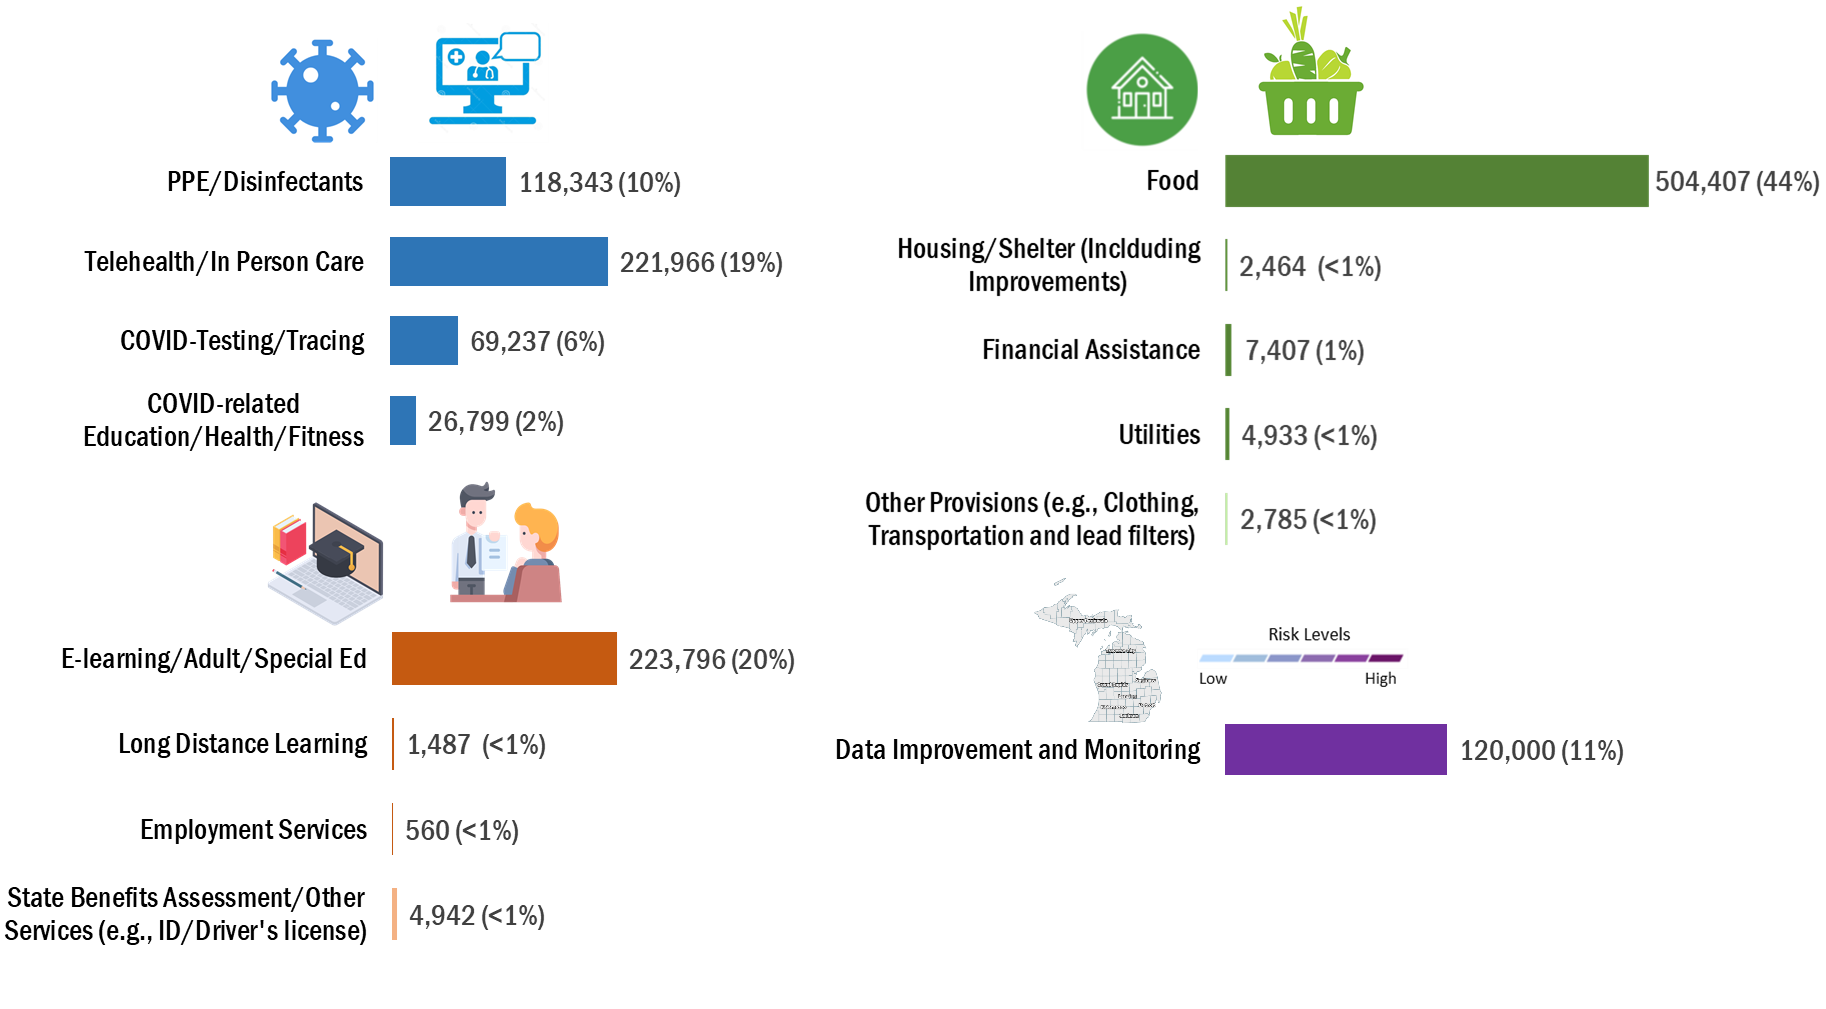 PPE/Disinfectants
118,343 (10%)
Telehealth/In Person Care
221,966 (19%)
COVID-Testing/Tracing
69,237 (6%)
COVID-related
Education/Health/Fitness
26,799 (2%)
E-learning/Adult/Special Ed
223,796 (20%)
Long Distance Learning
1,487 (<1%)
Employment Services
560 (<1%)
State Benefits Assessment/Other
Services (e.g., ID/Driver's license)
4,942 (<1%)
Food
504,407 (44%)
Housing/Shelter (Inclduding
Improvements)
2,464 (<1%)
Financial Assistance
7,407 (1%)
Utilities
4,933 (<1%)
Other Provisions (e.g., Clothing,
Transportation and lead filters)
2,785 (<1%)
Risk Levels
Low
High
Data Improvement and Monitoring
120,000 (11%)